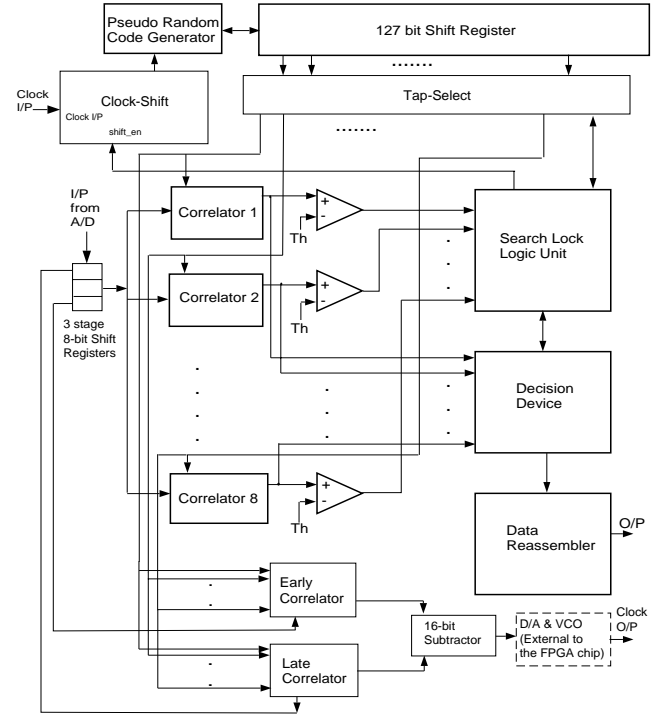 Pseudo Random
Code Generator
127 bit Shift Register
Clock
I/P
Clock-Shift
Clock I/P
shift_en
Tap-Select
I/P
from
A/D
Correlator 1
+
-
Th
Search Lock
Logic Unit
Correlator 2
+
-
Th
3 stage
8-bit Shift
Registers
Decision
Device
Correlator 8
+
-
Th
Data
Reassembler
O/P
Early
Correlator
16-bit
Subtractor
D/A & VCO
(External to
the FPGA chip)
Clock
O/P
Late
Correlator